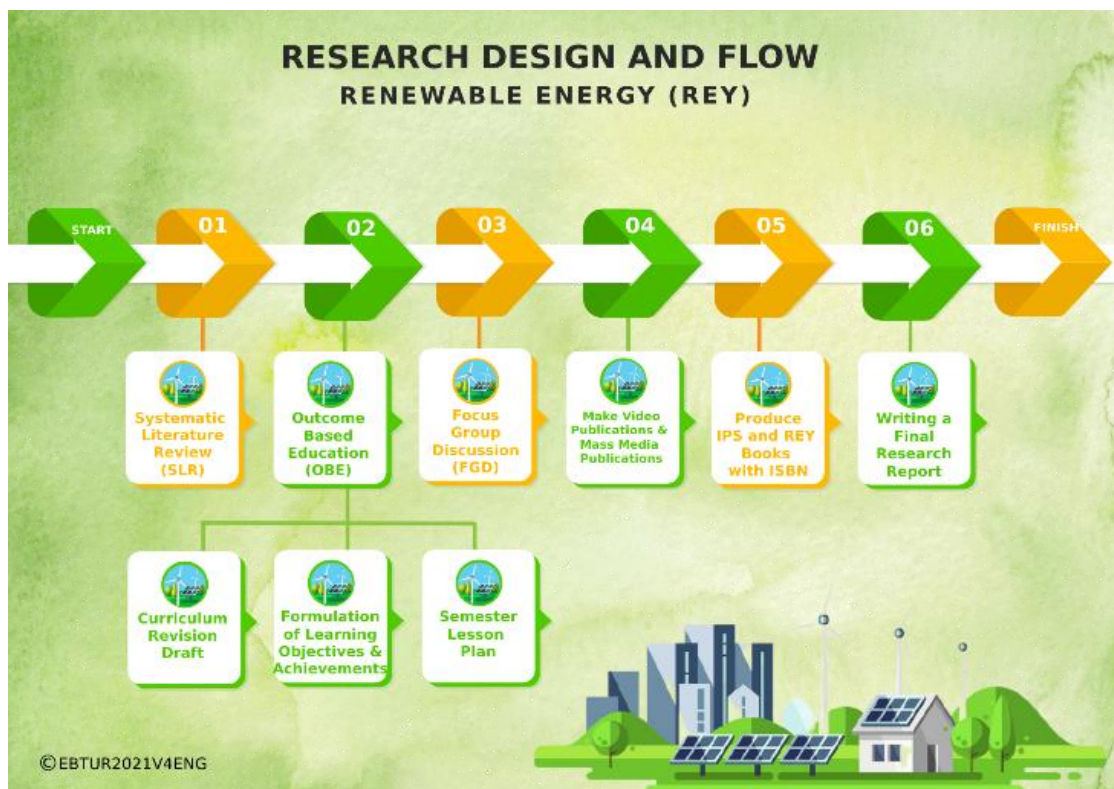 RESEARCH DESIGN AND FLOW
RENEWABLE ENERGY (REY)
START
01
02
03
04
05
06
FINISH
Systematic
Literature
Review
(SLR)
Outcome
Based
Education
(OBE)
Focus
Group
Discussion
(FGD)
Make Video
Publications &
Mass Media
Publications
Produce
IPS and REY
Books
with ISBN
Writing a
Final
Research
Report
Curriculum
Revision
Draft
Formulation
of Learning
Objectives &
Achievements
Semester
Lesson
Plan
©EBTUR2021V4ENG